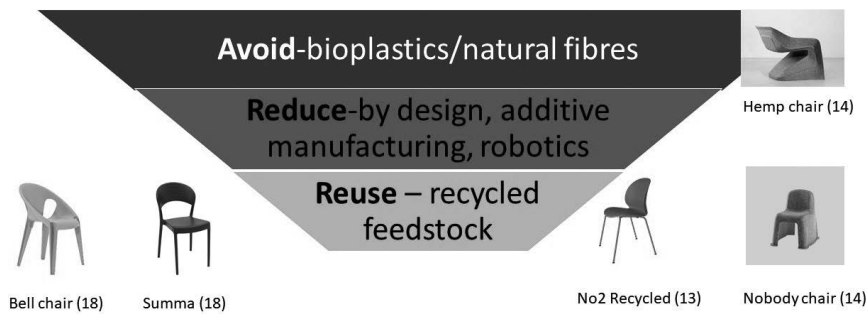 Avoid-bioplastics/natural fibres
Hemp chair (14)
Reduce-by design, additive
manufacturing, robotics
Reuse – recycled
feedstock
Bell chair (18)
Summa (18)
No2 Recycled (13)
Nobody chair (14)